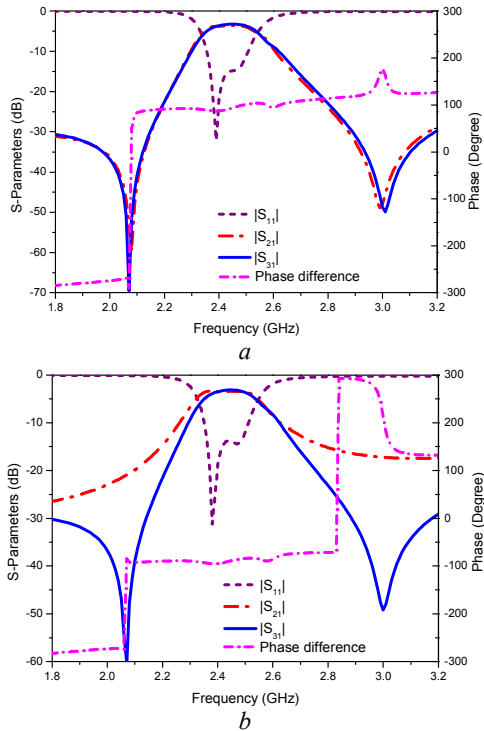 0
-10
-20
-30
-40
-50
-60
-70
S-Parameters (dB)
300
200
100
0
-100
-200
-300
Phase (Degree)
|S11|
|S21|
|S31|
Phase difference
1.8 2.0 2.2 2.4 2.6 2.8 3.0 3.2
Frequency (GHz)
a
0
-10
-20
-30
-40
-50
-60
S-Parameters (dB)
300
200
100
0
-100
-200
-300
Phase (Degree)
|S11|
|S21|
|S31|
Phase difference
1.8 2.0 2.2 2.4 2.6 2.8 3.0 3.2
Frequency (GHz)
b